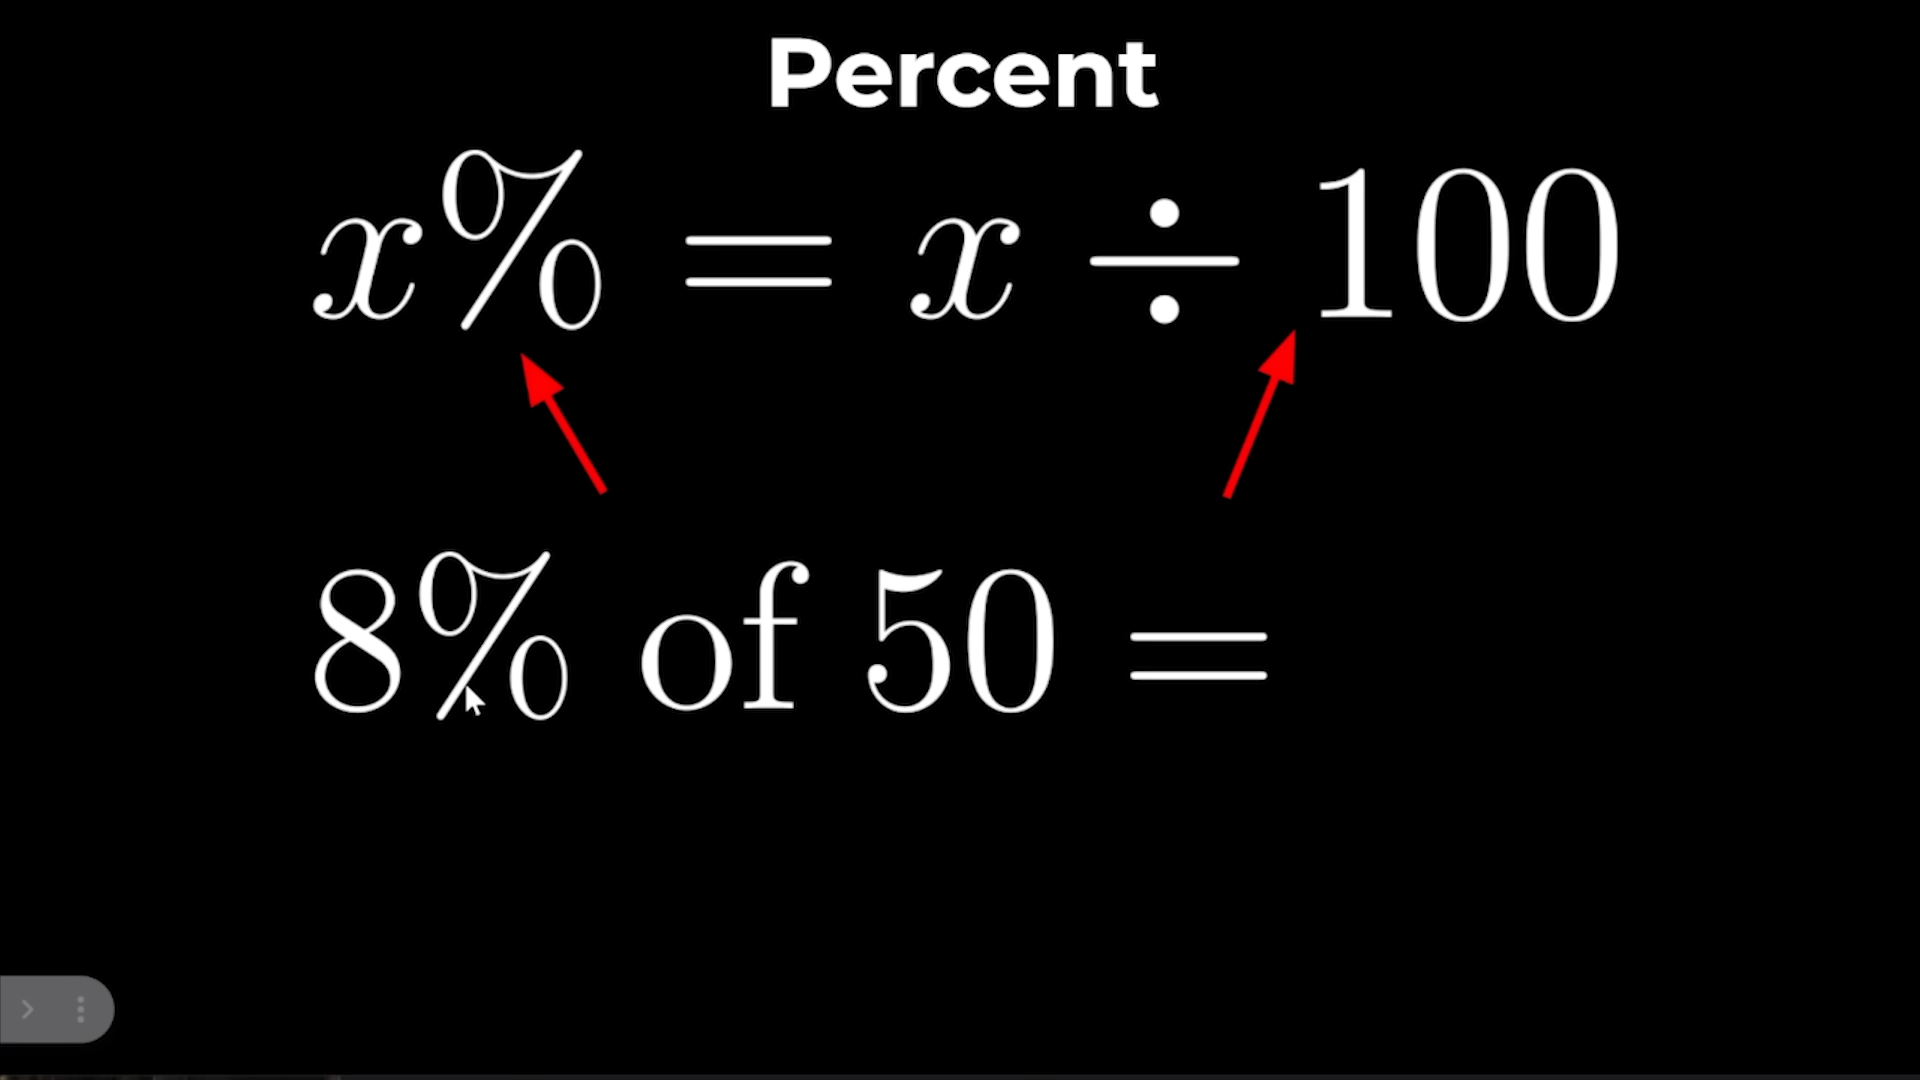 Percent
x% = x ÷ 100
8% of 50 =